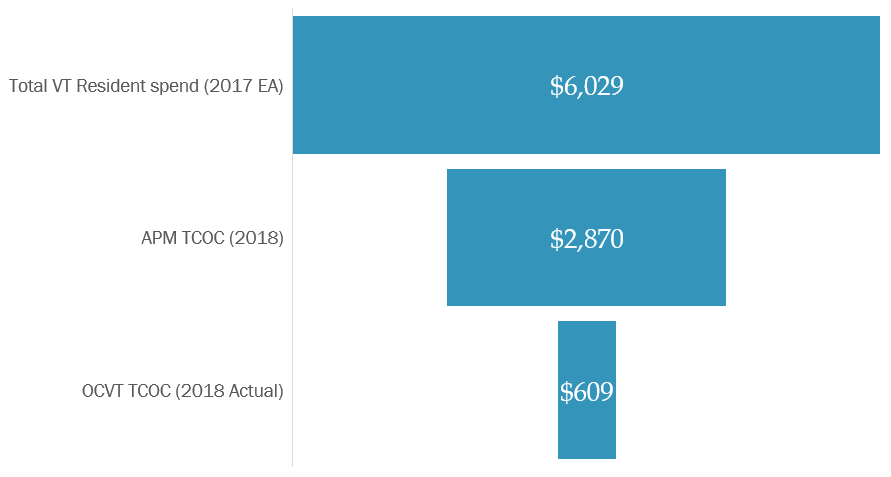 Total VT Resident spend (2017 EA)
$6,029
APM TCOC (2018)
$2,870
OCVT TCOC (2018 Actual)
$609